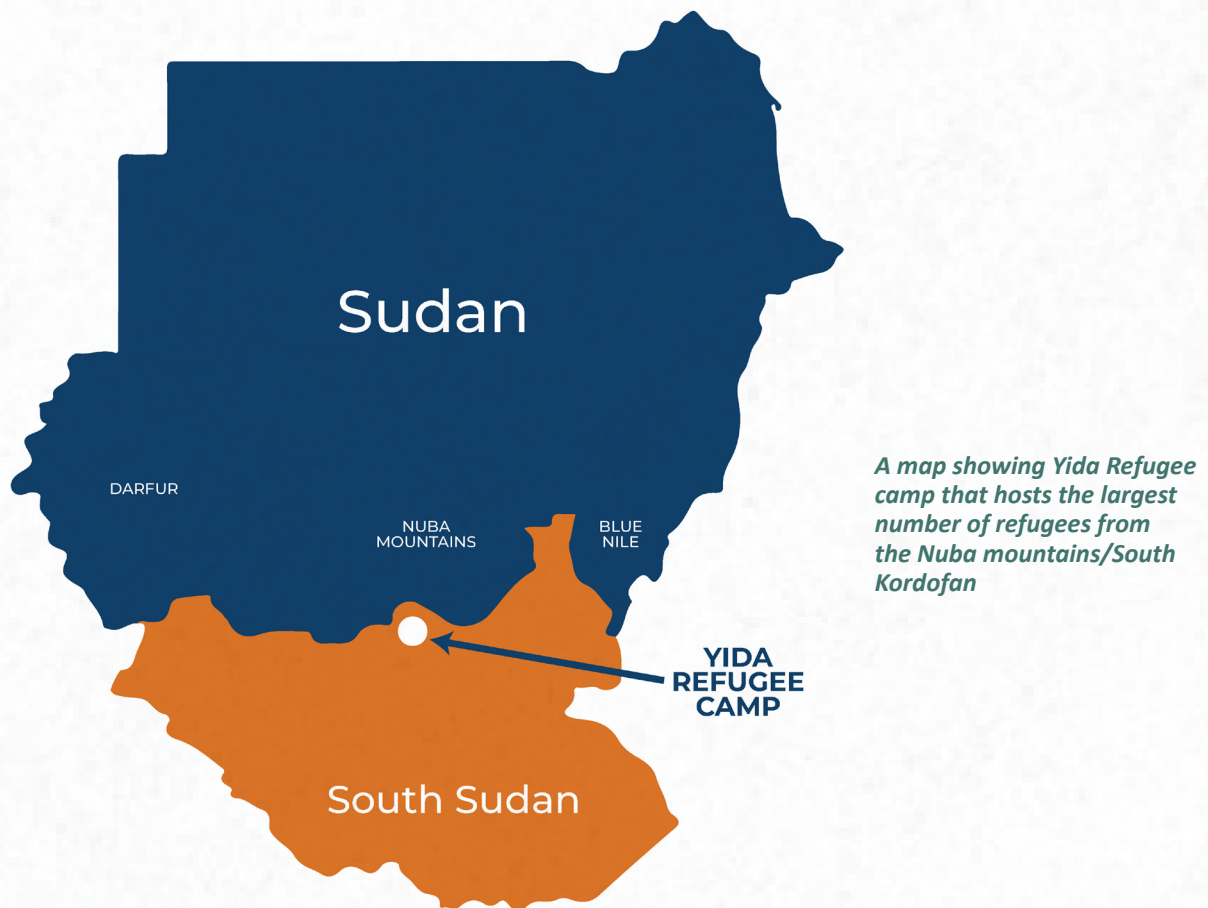 Sudan
DARFUR
NUBA
MOUNTAINS
BLUE
NILE
A map showing Yida Refugee
camp that hosts the largest
number of refugees from
the Nuba mountains/South
Kordofan
YIDA
REFUGEE
CAMP
South Sudan